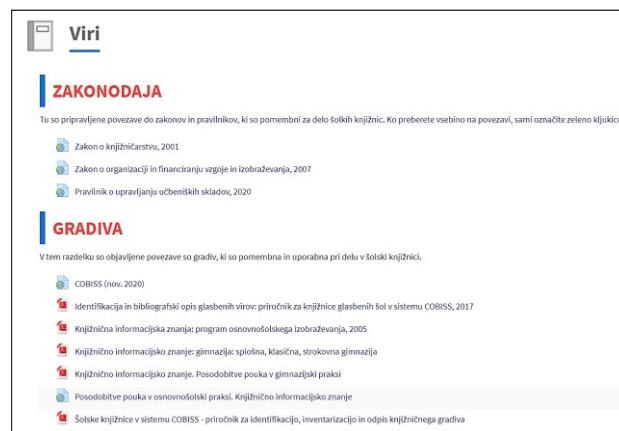 Viri
ZAKONODAJA
Tu so pripravljene povezave do zakonov in pravilnikov, ki so pomembni za delo šolkih knjižnic. Ko preberete vsebino na povezavi, sami označite zeleno kljukico
Zakon o knjižničarstvu, 2001
Zakon o organizaciji in financiranju vzgoje in izobraževanja, 2007
Pravilnik o upravljanju učbeniških skladov, 2020
GRADIVA
V tem razdelku so objavljene povezave so gradiv, ki so pomembna in uporabna pri delu v šolski knjižnici.
COBISS (nov. 2020)
Identifikacija in bibliografski opis glasbenih virov: priročnik za knjižnice glasbenih šol v sistemu COBISS, 2017
Knjižnična informacijska znanja: program osnovnošolskega izobraževanja, 2005
Knjižnično informacijsko znanje: gimnazija: splošna, klasična, strokovna gimnazija
Knjižnično informacijsko znanje. Posodobitve pouka v gimnazijski praksi
Posodobitve pouka v osnovnošolski praksi. Knjižnično informacijsko znanje
Šolske knjižnice v sistemu COBISS - priročnik za identifikacijo, inventarizacijo in odpis knjižničnega gradiva